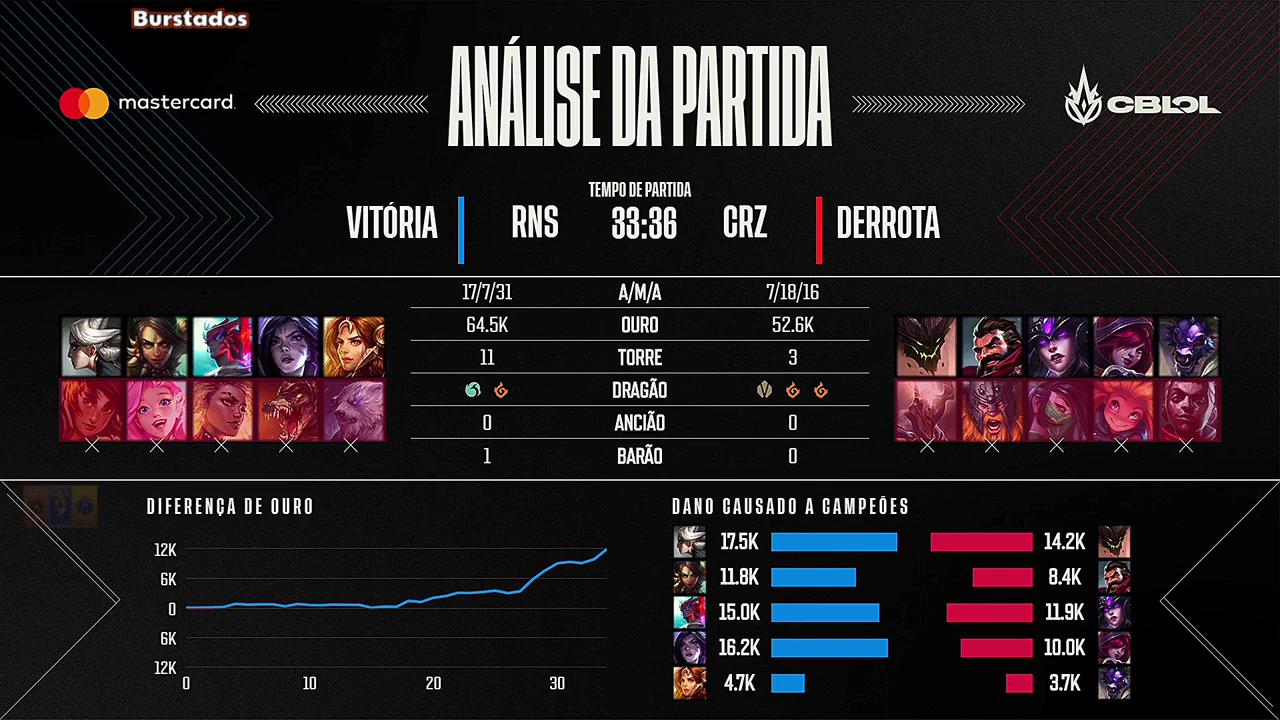 Burstados
mastercard.
ANÁLISE DA PARTIDA
CBLOL
TEMPO DE PARTIDA
VITÓRIA RNS 33:36 CRZ DERROTA
17/7/31 A/M/A 7/18/16
64.5K OURO 52.6K
11 TORRE 3
DRAGÃO
0 ANCIÃO 0
1 BARÃO 0
DIFERENÇA DE OURO
12K
6K
0
6K
12K
0 10 20 30
DANO CAUSADO A CAMPEÕES
17.5K 14.2K
11.8K 8.4K
15.0K 11.9K
16.2K 10.0K
4.7K 3.7K